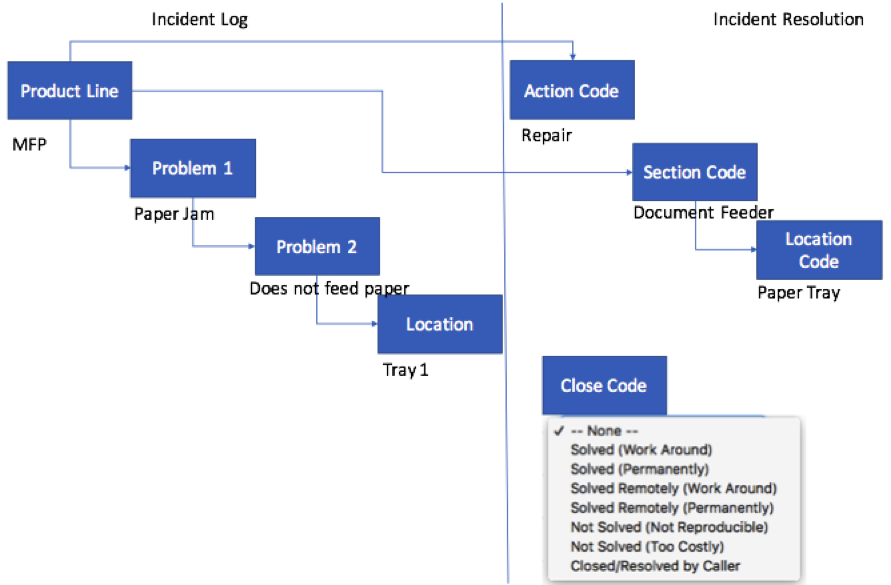 Incident Log
Incident Resolution
Product Line
MFP
Action Code
Repair
Problem 1
Paper Jam
Section Code
Document Feeder
Problem 2
Does not feed paper
Location
Code
Paper Tray
Location
Tray 1
Close Code
✓ -- None --
Solved (Work Around)
Solved (Permanently)
Solved Remotely (Work Around)
Solved Remotely (Permanently)
Not Solved (Not Reproducible)
Not Solved (Too Costly)
Closed/Resolved by Caller